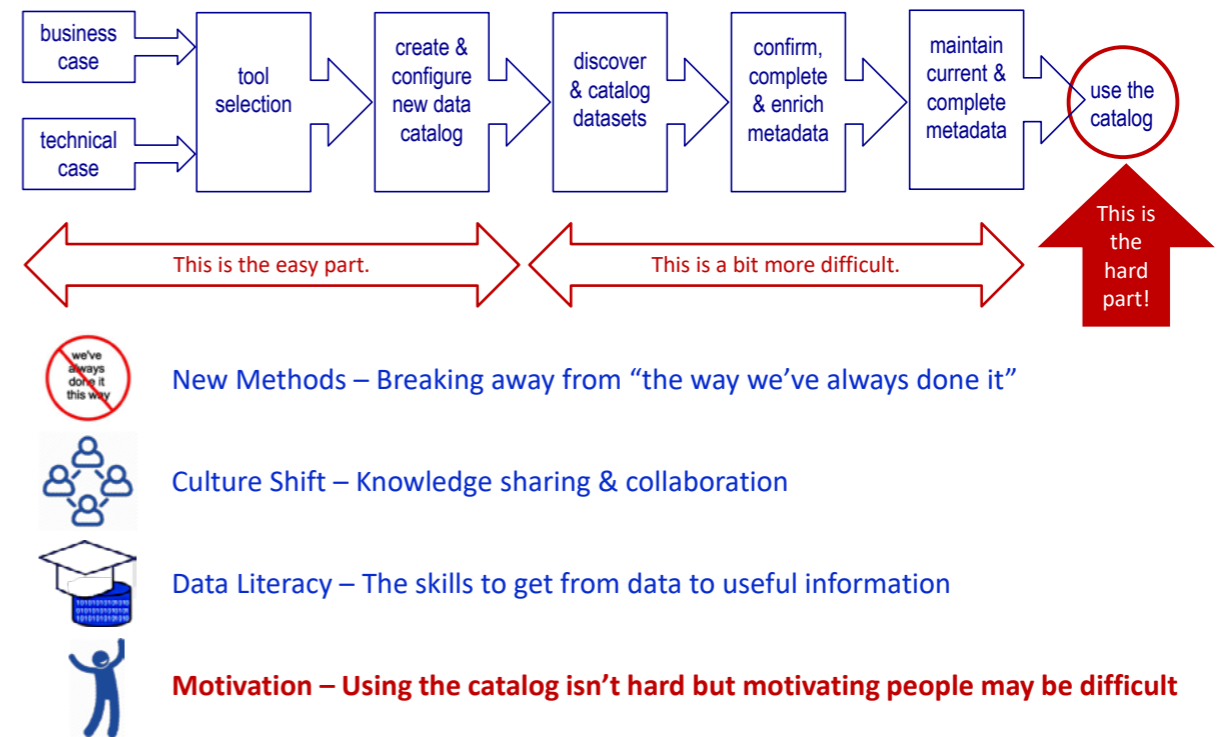 business
case
technical
case
tool
selection
create &
configure
new data
catalog
discover
& catalog
datasets
confirm,
complete
& enrich
metadata
maintain
current &
complete
metadata
use the
catalog
This is the easy part.
This is a bit more difficult.
This is
the
hard
part!
we've
always
done it
this way
New Methods – Breaking away from “the way we’ve always done it”
Culture Shift – Knowledge sharing & collaboration
Data Literacy – The skills to get from data to useful information
Motivation – Using the catalog isn’t hard but motivating people may be difficult